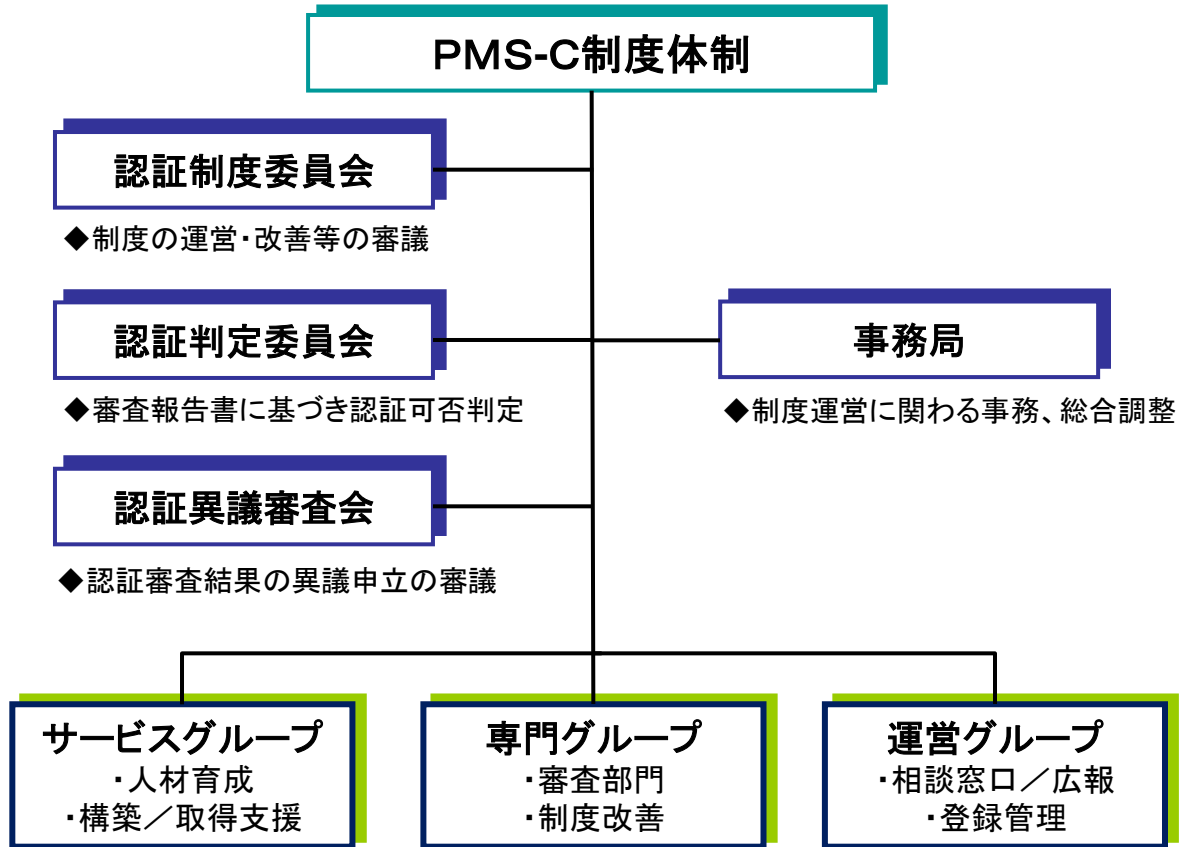 PMS-C制度体制
認証制度委員会
◆制度の運営・改善等の審議
認証判定委員会
◆審査報告書に基づき認証可否判定
事務局
◆制度運営に関わる事務、総合調整
認証異議審査会
◆認証審査結果の異議申立の審議
サービスグループ
・人材育成
・構築／取得支援
専門グループ
・審査部門
・制度改善
運営グループ
・相談窓口／広報
・登録管理